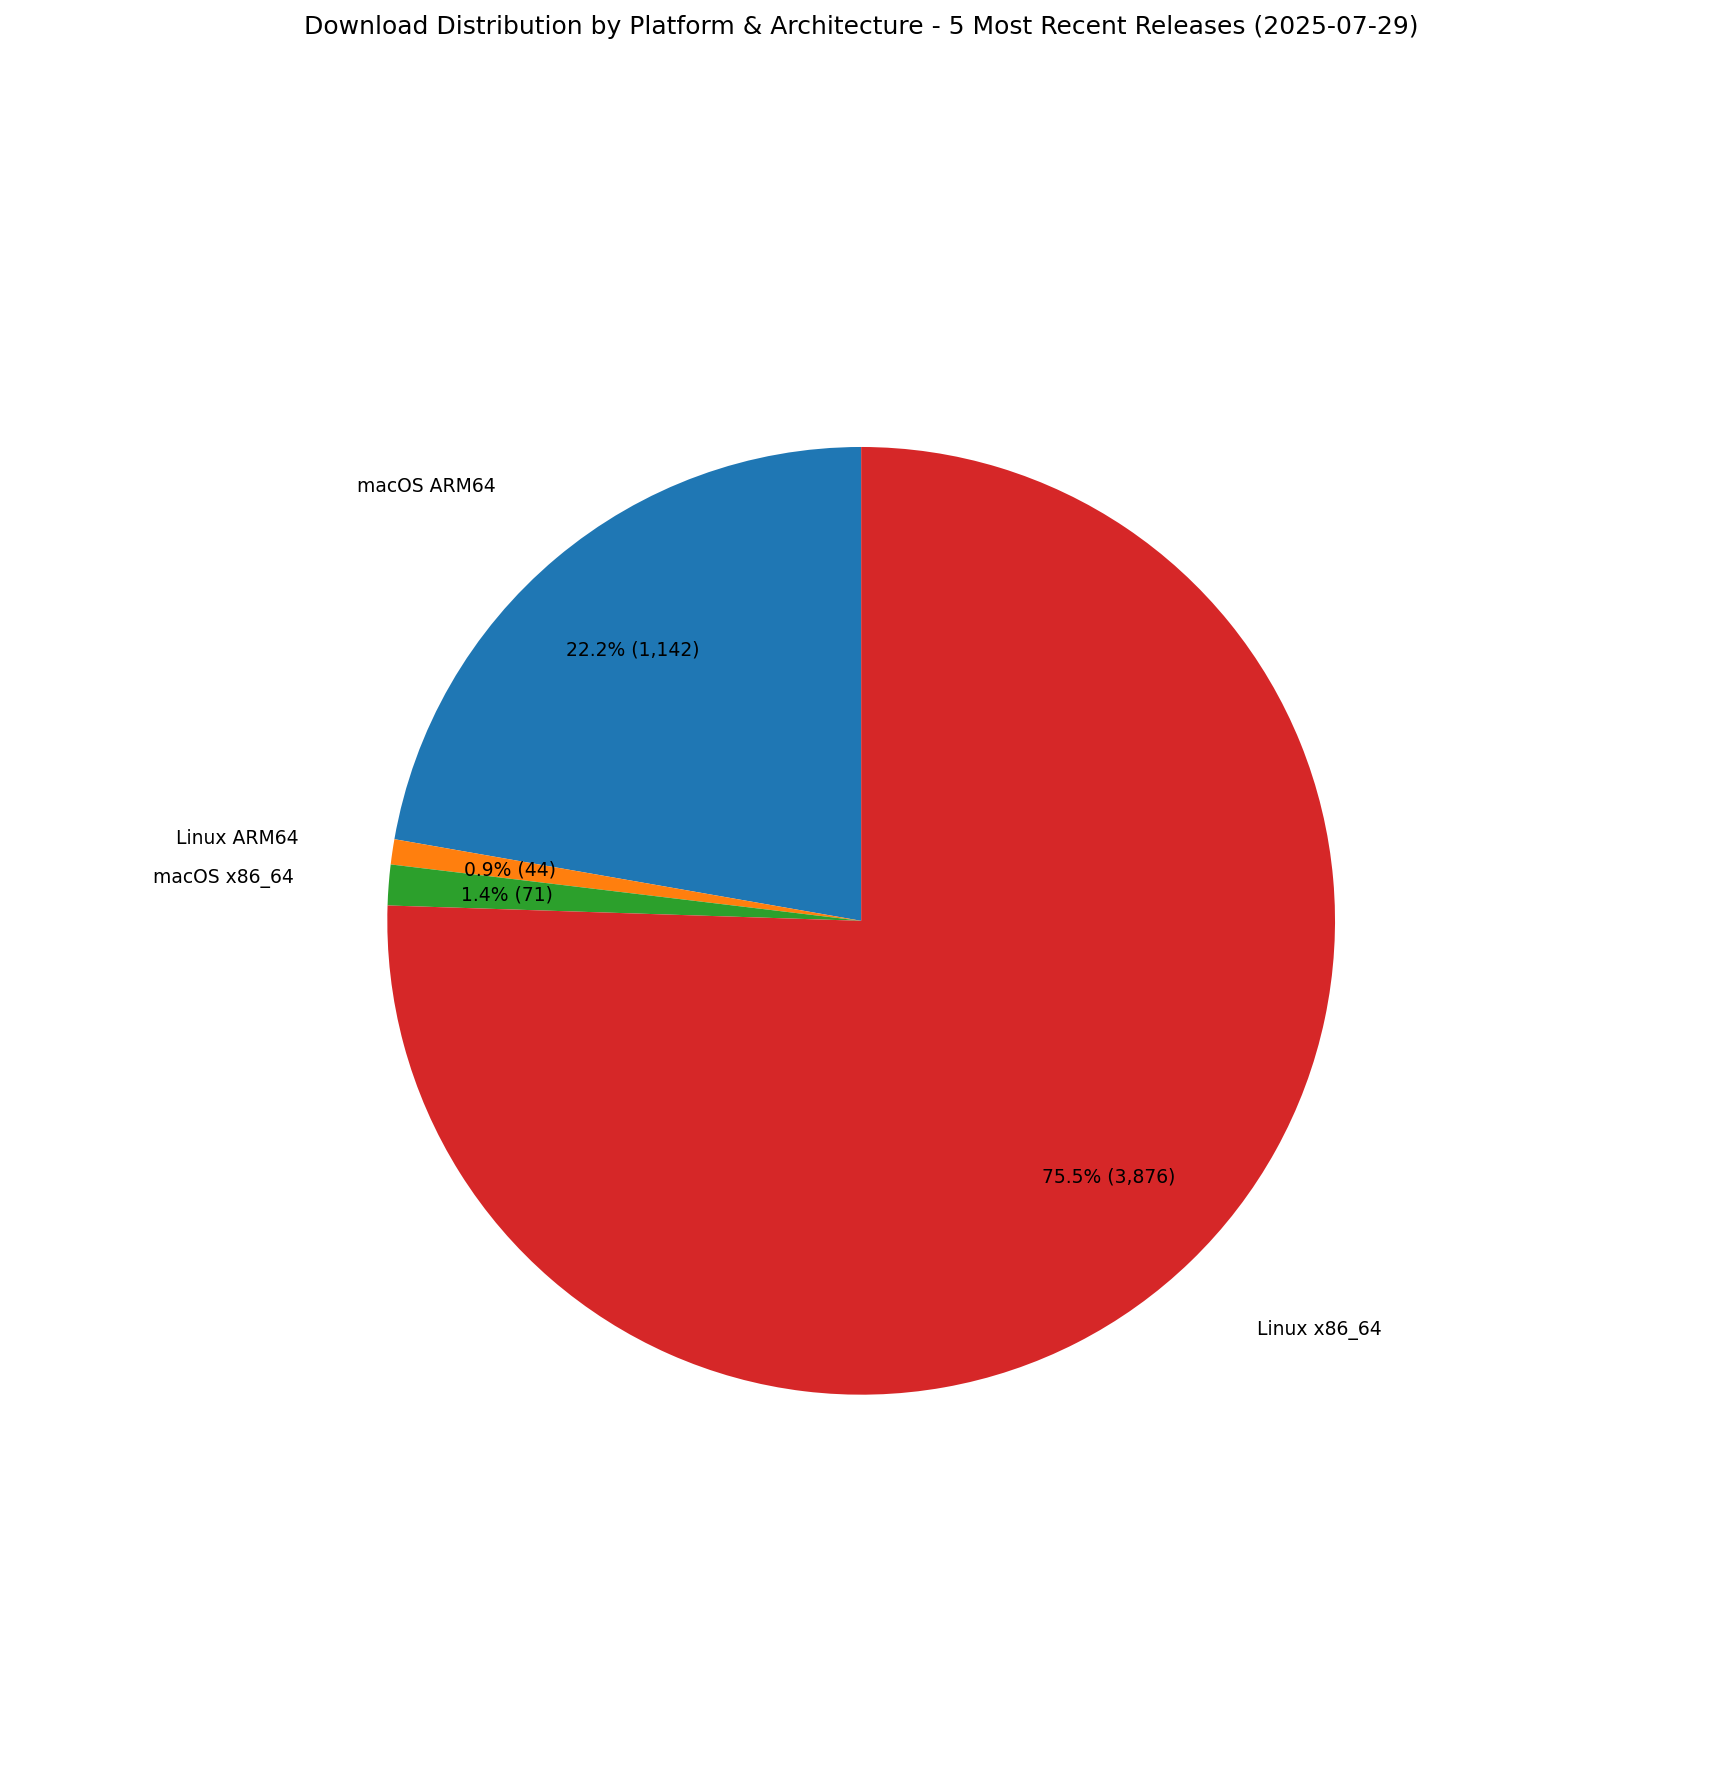 Download Distribution by Platform & Architecture - 5 Most Recent Releases (2025-07-29)
macOS ARM64
22.2% (1,142)
Linux ARM64
0.9% (44)
macOS x86_64
1.4% (71)
75.5% (3,876)
Linux x86_64